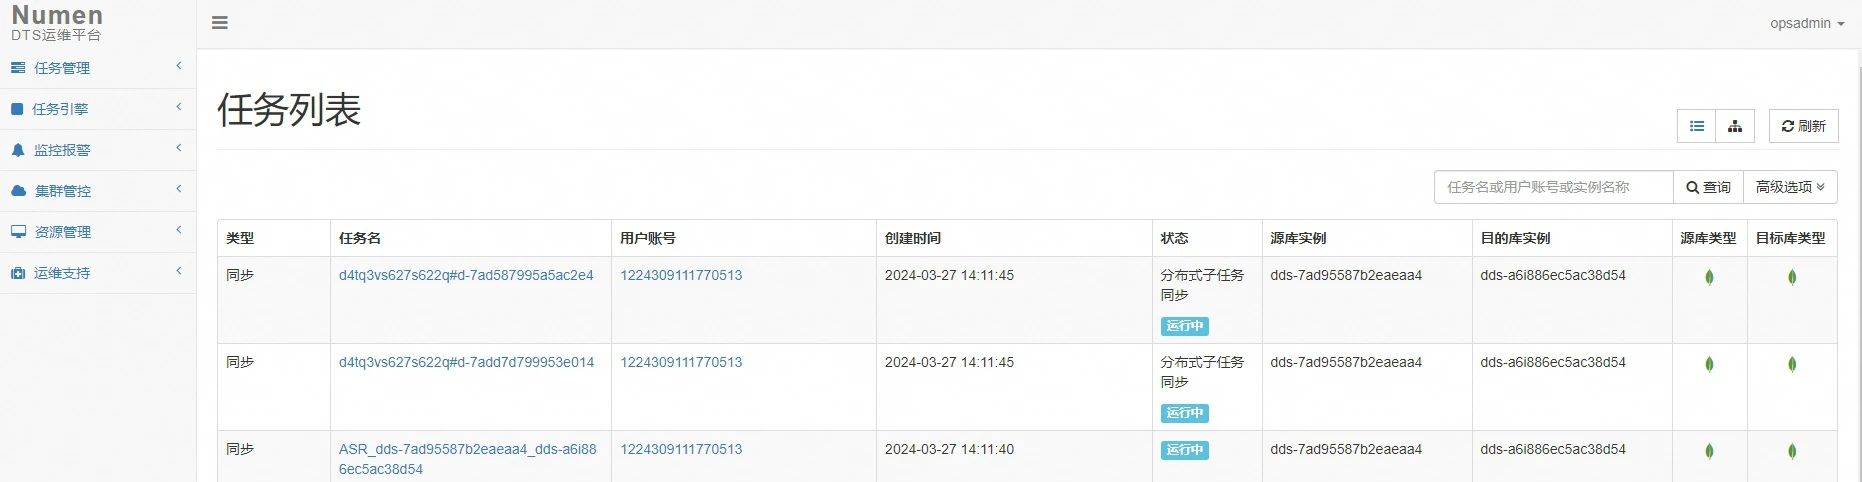 Numen
DTS运维平台
opsadmin
任务管理
任务引擎
监控报警
集群管控
资源管理
运维支持
任务列表
刷新
任务名或用户账号或实例名称
查询
高级选项
类型 任务名 用户账号 创建时间 状态 源库实例 目的库实例 源库类型 目标库类型
同步 d4tq3vs627s622q#d-7ad587995a5ac2e4 1224309111770513 2024-03-27 14:11:45 分布式子任务 dds-7ad95587b2eaeaa4 dds-a6i886ec5ac38d54
同步
运行中
同步 d4tq3vs627s622q#d-7add7d799953e014 1224309111770513 2024-03-27 14:11:45 分布式子任务 dds-7ad95587b2eaeaa4 dds-a6i886ec5ac38d54
同步
运行中
同步 ASR_dds-7ad95587b2eaeaa4_dds-a6i88 1224309111770513 2024-03-27 14:11:40 运行中 dds-7ad95587b2eaeaa4 dds-a6i886ec5ac38d54
6ec5ac38d54